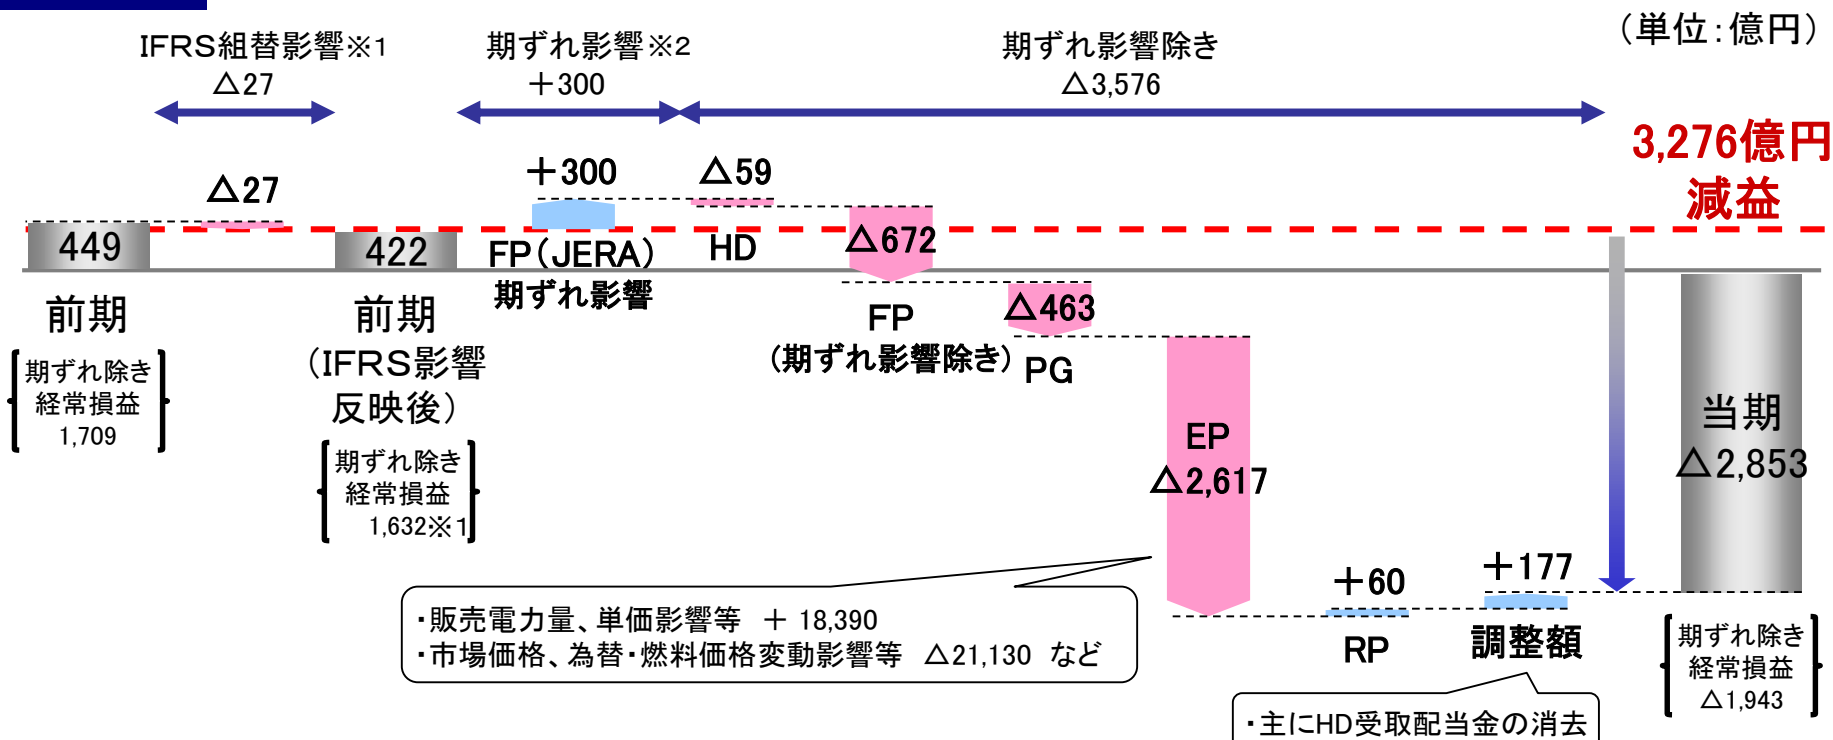 (単位:億円)
IFRS組替影響※1
△27
期ずれ影響※2
+300
期ずれ影響除き
△3,576
3,276億円
減益
△27
+300
△59
449
422
FP(JERA)
期ずれ影響
HD
△672
前期
期ずれ除き
経常損益
1,709
前期
(IFRS影響
反映後)
期ずれ除き
経常損益
1,632※1
FP
(期ずれ影響除き)
△463
PG
EP
△2,617
当期
△2,853
・販売電力量、単価影響等 + 18,390
・市場価格、為替・燃料価格変動影響等 △21,130 など
+60
RP
+177
調整額
・主にHD受取配当金の消去
期ずれ除き
経常損益
△1,943